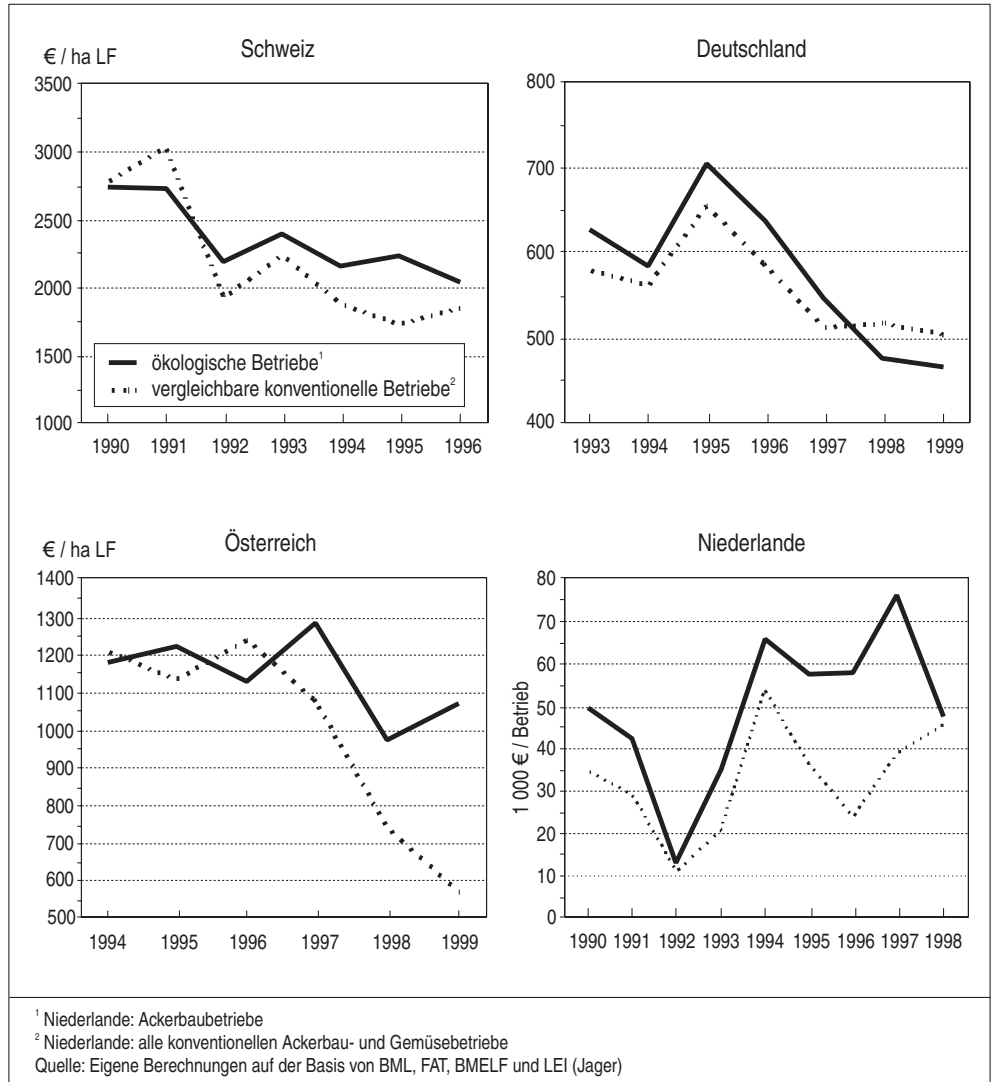 € / ha LF
Schweiz
3500
3000
2500
2000
1500
1000
ökologische Betriebe¹
vergleichbare konventionelle Betriebe²
1990 1991 1992 1993 1994 1995 1996
Deutschland
800
700
600
500
400
1993 1994 1995 1996 1997 1998 1999
€ / ha LF
Österreich
1400
1300
1200
1100
1000
900
800
700
600
500
1994 1995 1996 1997 1998 1999
Niederlande
1 000 € / Betrieb
80
70
60
50
40
30
20
10
0
1990 1991 1992 1993 1994 1995 1996 1997 1998
¹ Niederlande: Ackerbaubetriebe
² Niederlande: alle konventionellen Ackerbau- und Gemüsebetriebe
Quelle: Eigene Berechnungen auf der Basis von BML, FAT, BMELF und LEI (Jager)